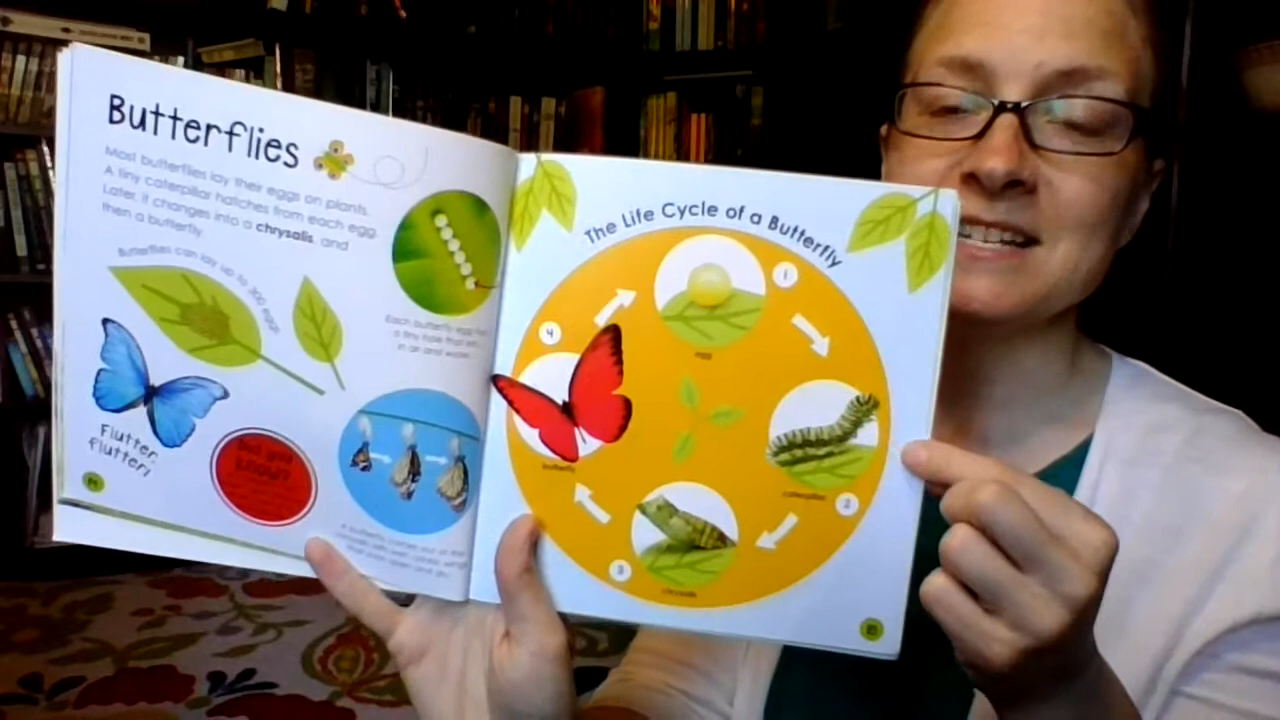 Butterflies
Most butterflies lay their eggs on plants.
A tiny caterpillar hatches from each egg.
Later, it changes into a chrysalis, and
then a butterfly.
Butterflies can lay up to 300 eggs
Each butterfly egg has
a tiny hole that lets
in air and water.
Flutter,
flutter!
Did you
know?
The Life Cycle of a Butterfly
1
egg
2
caterpillar
3
chrysalis
4
butterfly